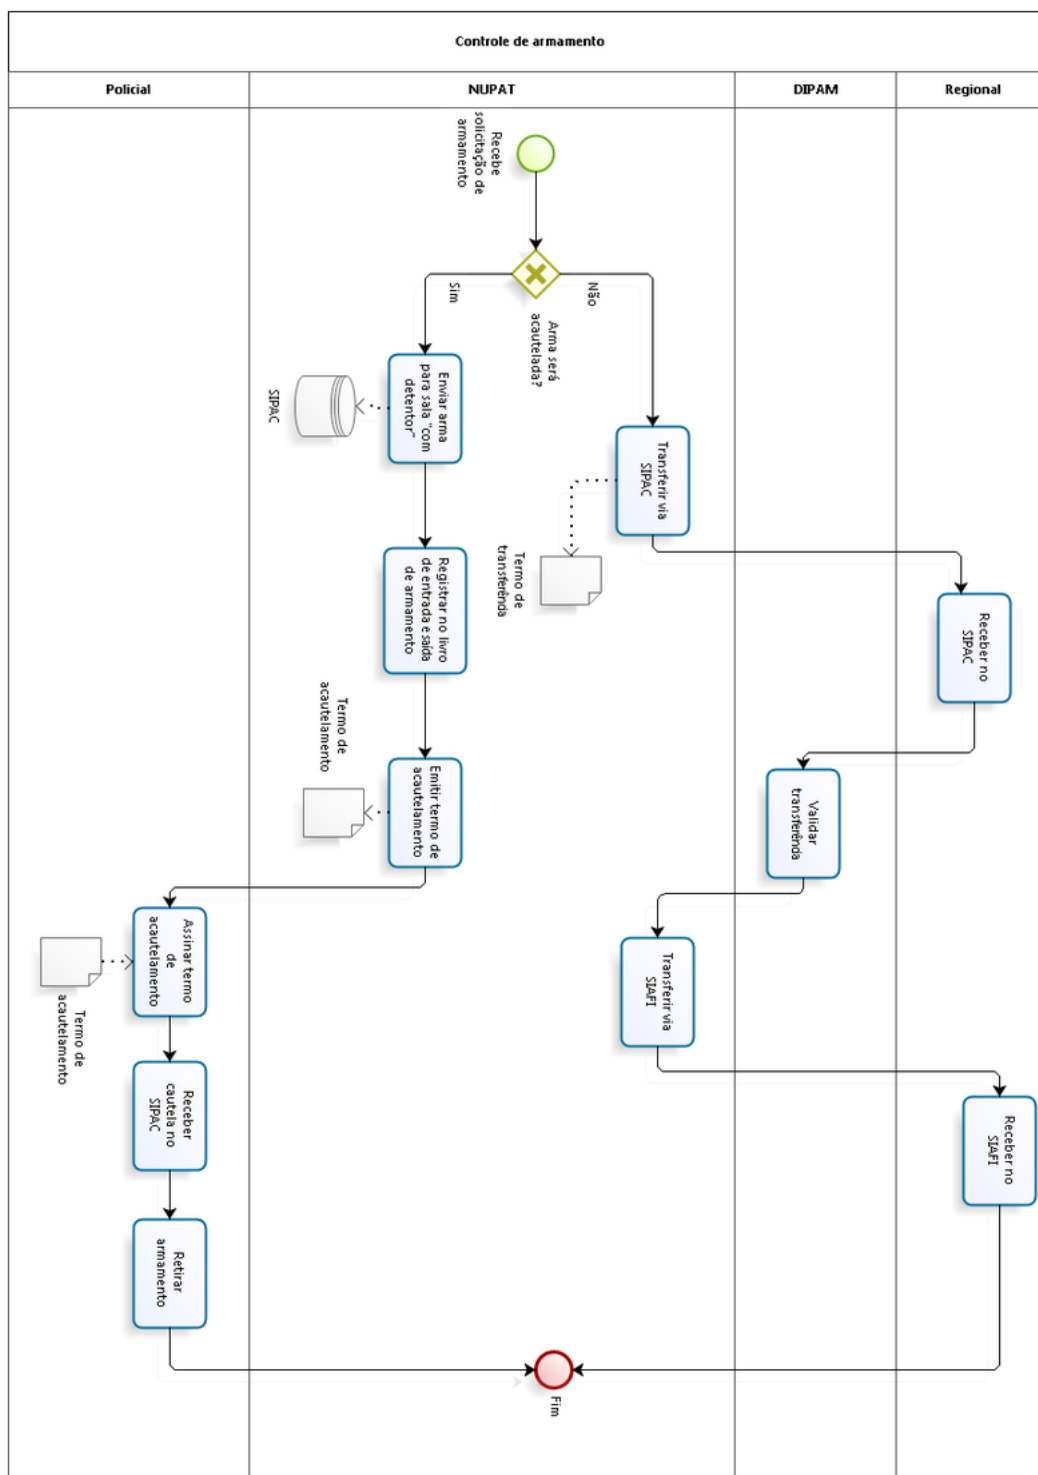 Controle de armamento
Policial
NUPAT
DIPAM
Regional
Recebe
solicitação de
armamento
Arma será
acautelada?
Não
Sim
Enviar arma
para sala "com
detentor"
SIPAC
Registrar no livro
de entrada e saída
de armamento
Emitir termo de
acautelamento
Termo de
acautelamento
Assinar termo
de
acautelamento
Termo de
acautelamento
Receber
cautela no
SIPAC
Retirar
armamento
Transferir via
SIPAC
Termo de
transferência
Receber no
SIPAC
Validar
transferência
Transferir via
SIAFI
Receber no
SIAFI
Fim